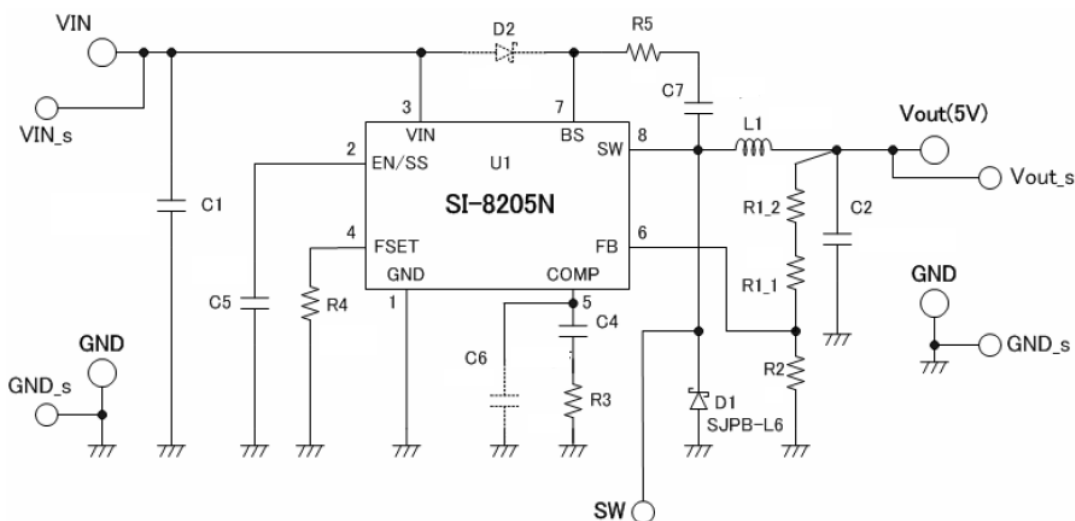 VIN
D2
R5
C7
3
7
VIN_s
VIN
BS
8
L1
Vout(5V)
2
EN/SS
U1
SW
Vout_s
SI-8205N
C1
R1_2
C2
4
FSET
FB
6
GND
COMP
R1_1
GND
C5
R4
1
5
C4
GND
C6
GND_s
R2
GND_s
R3
D1
SJPB-L6
SW